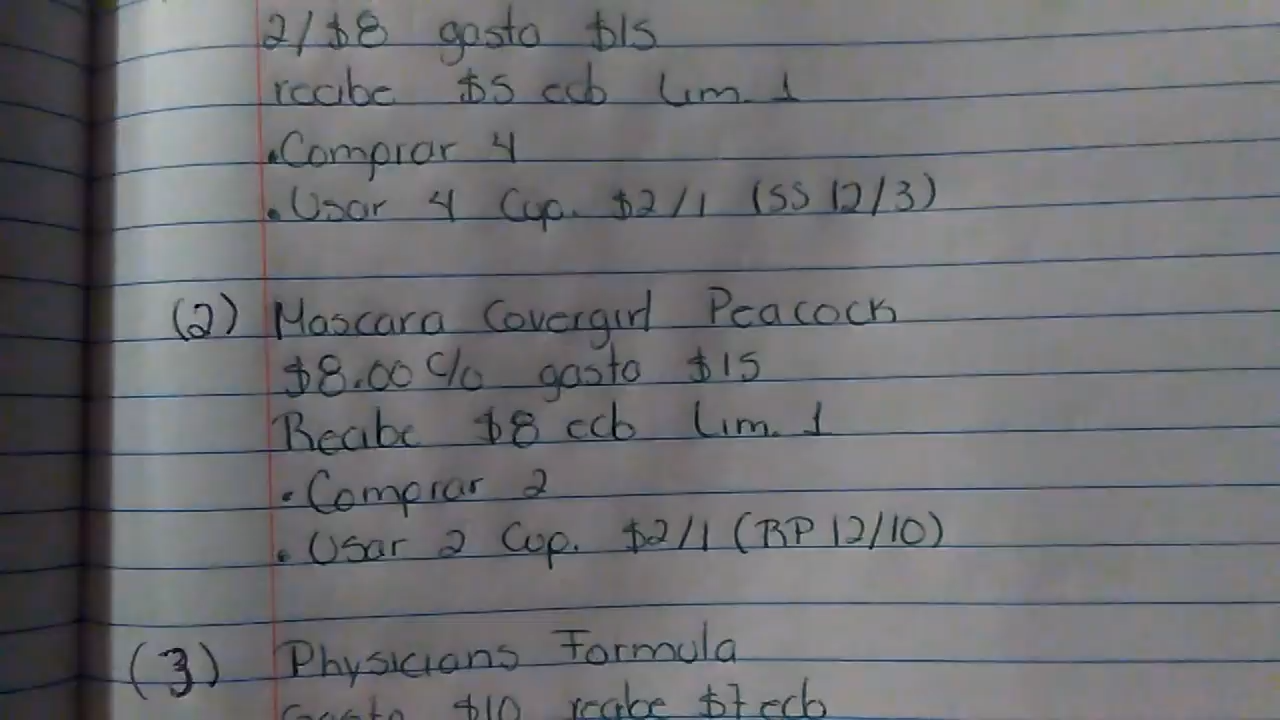 2/$8 gasto $15
recibe $5 ecb Lim. 1
•Comprar 4
•Usar 4 Cup. $2/1 (SS 12/3)
(2) Mascara Covergirl Peacock
$8.00 c/u gasto $15
Recibe $8 ecb Lim. 1
•Comprar 2
•Usar 2 Cup. $2/1 (RP 12/10)
(3) Physicians Formula
Gasto $10 recibe $7 ecb